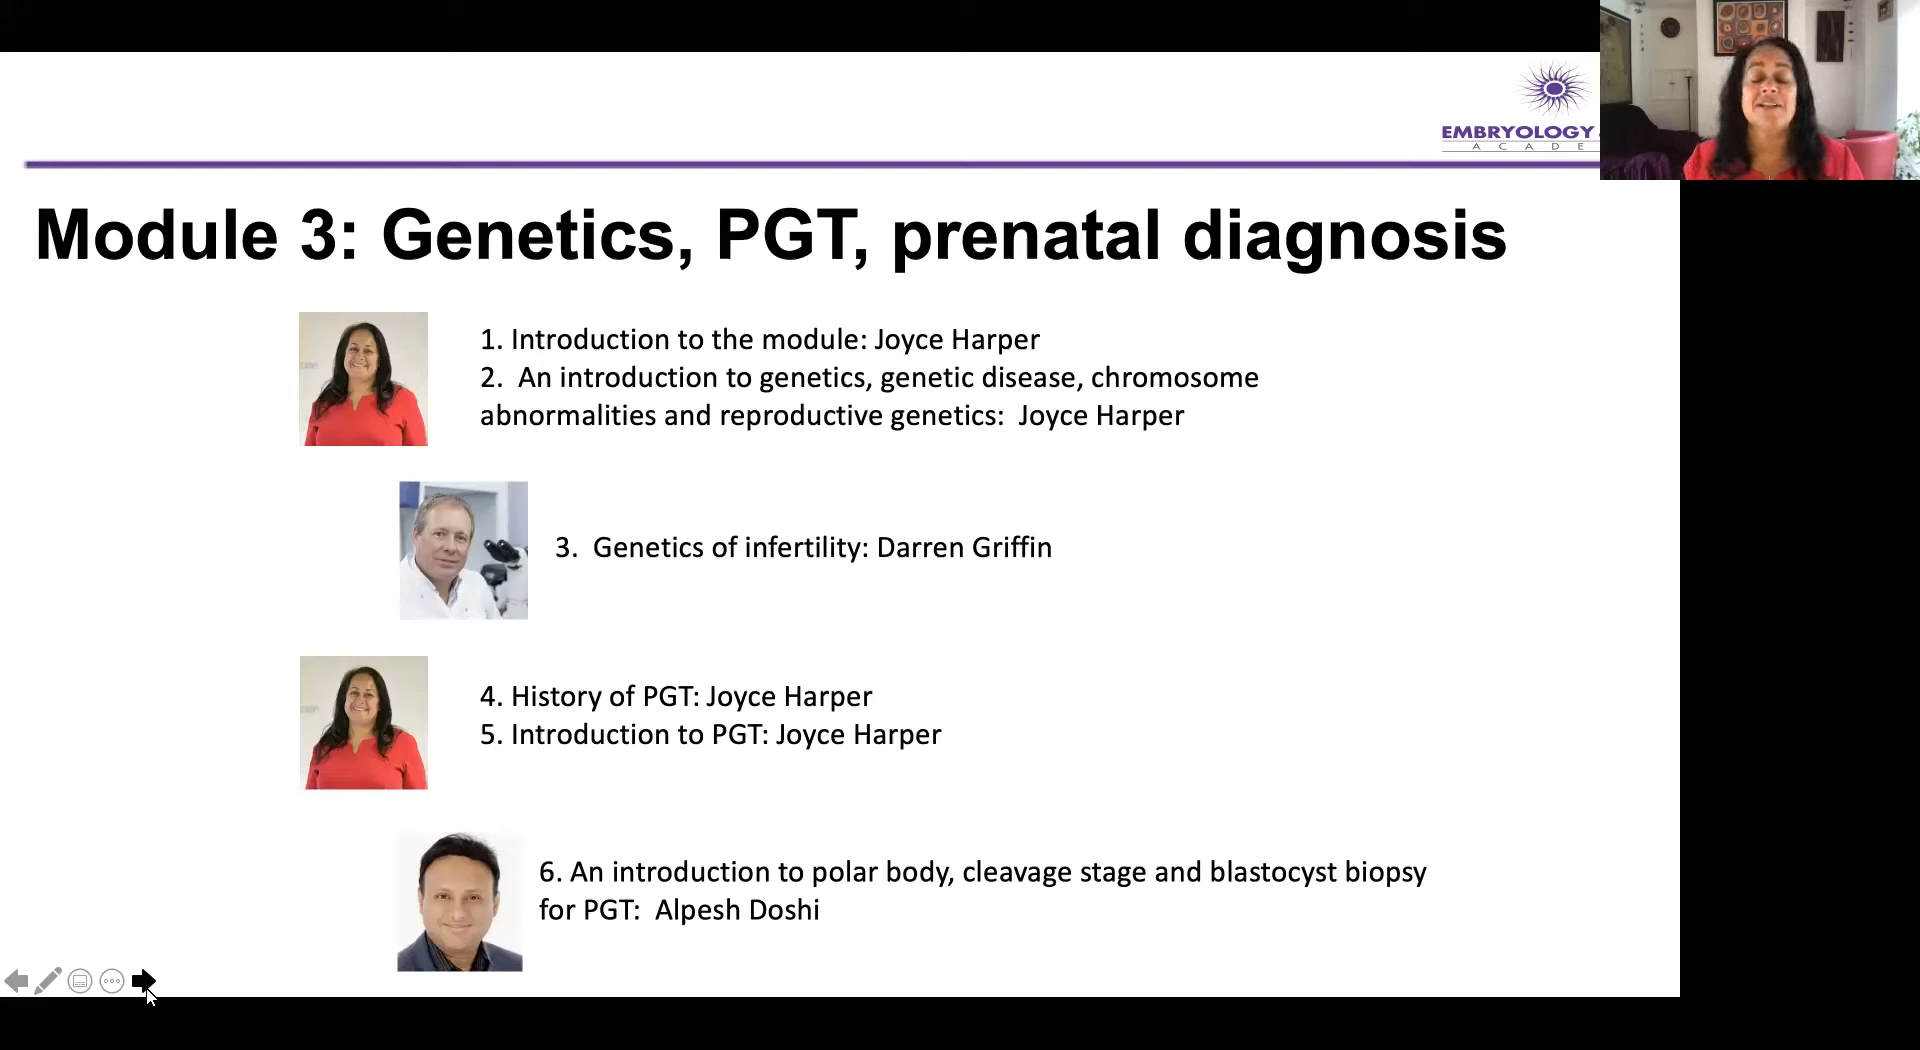 EMBRYOLOGY
A C A D E
Module 3: Genetics, PGT, prenatal diagnosis
1. Introduction to the module: Joyce Harper
2. An introduction to genetics, genetic disease, chromosome
abnormalities and reproductive genetics: Joyce Harper
3. Genetics of infertility: Darren Griffin
4. History of PGT: Joyce Harper
5. Introduction to PGT: Joyce Harper
6. An introduction to polar body, cleavage stage and blastocyst biopsy
for PGT: Alpesh Doshi